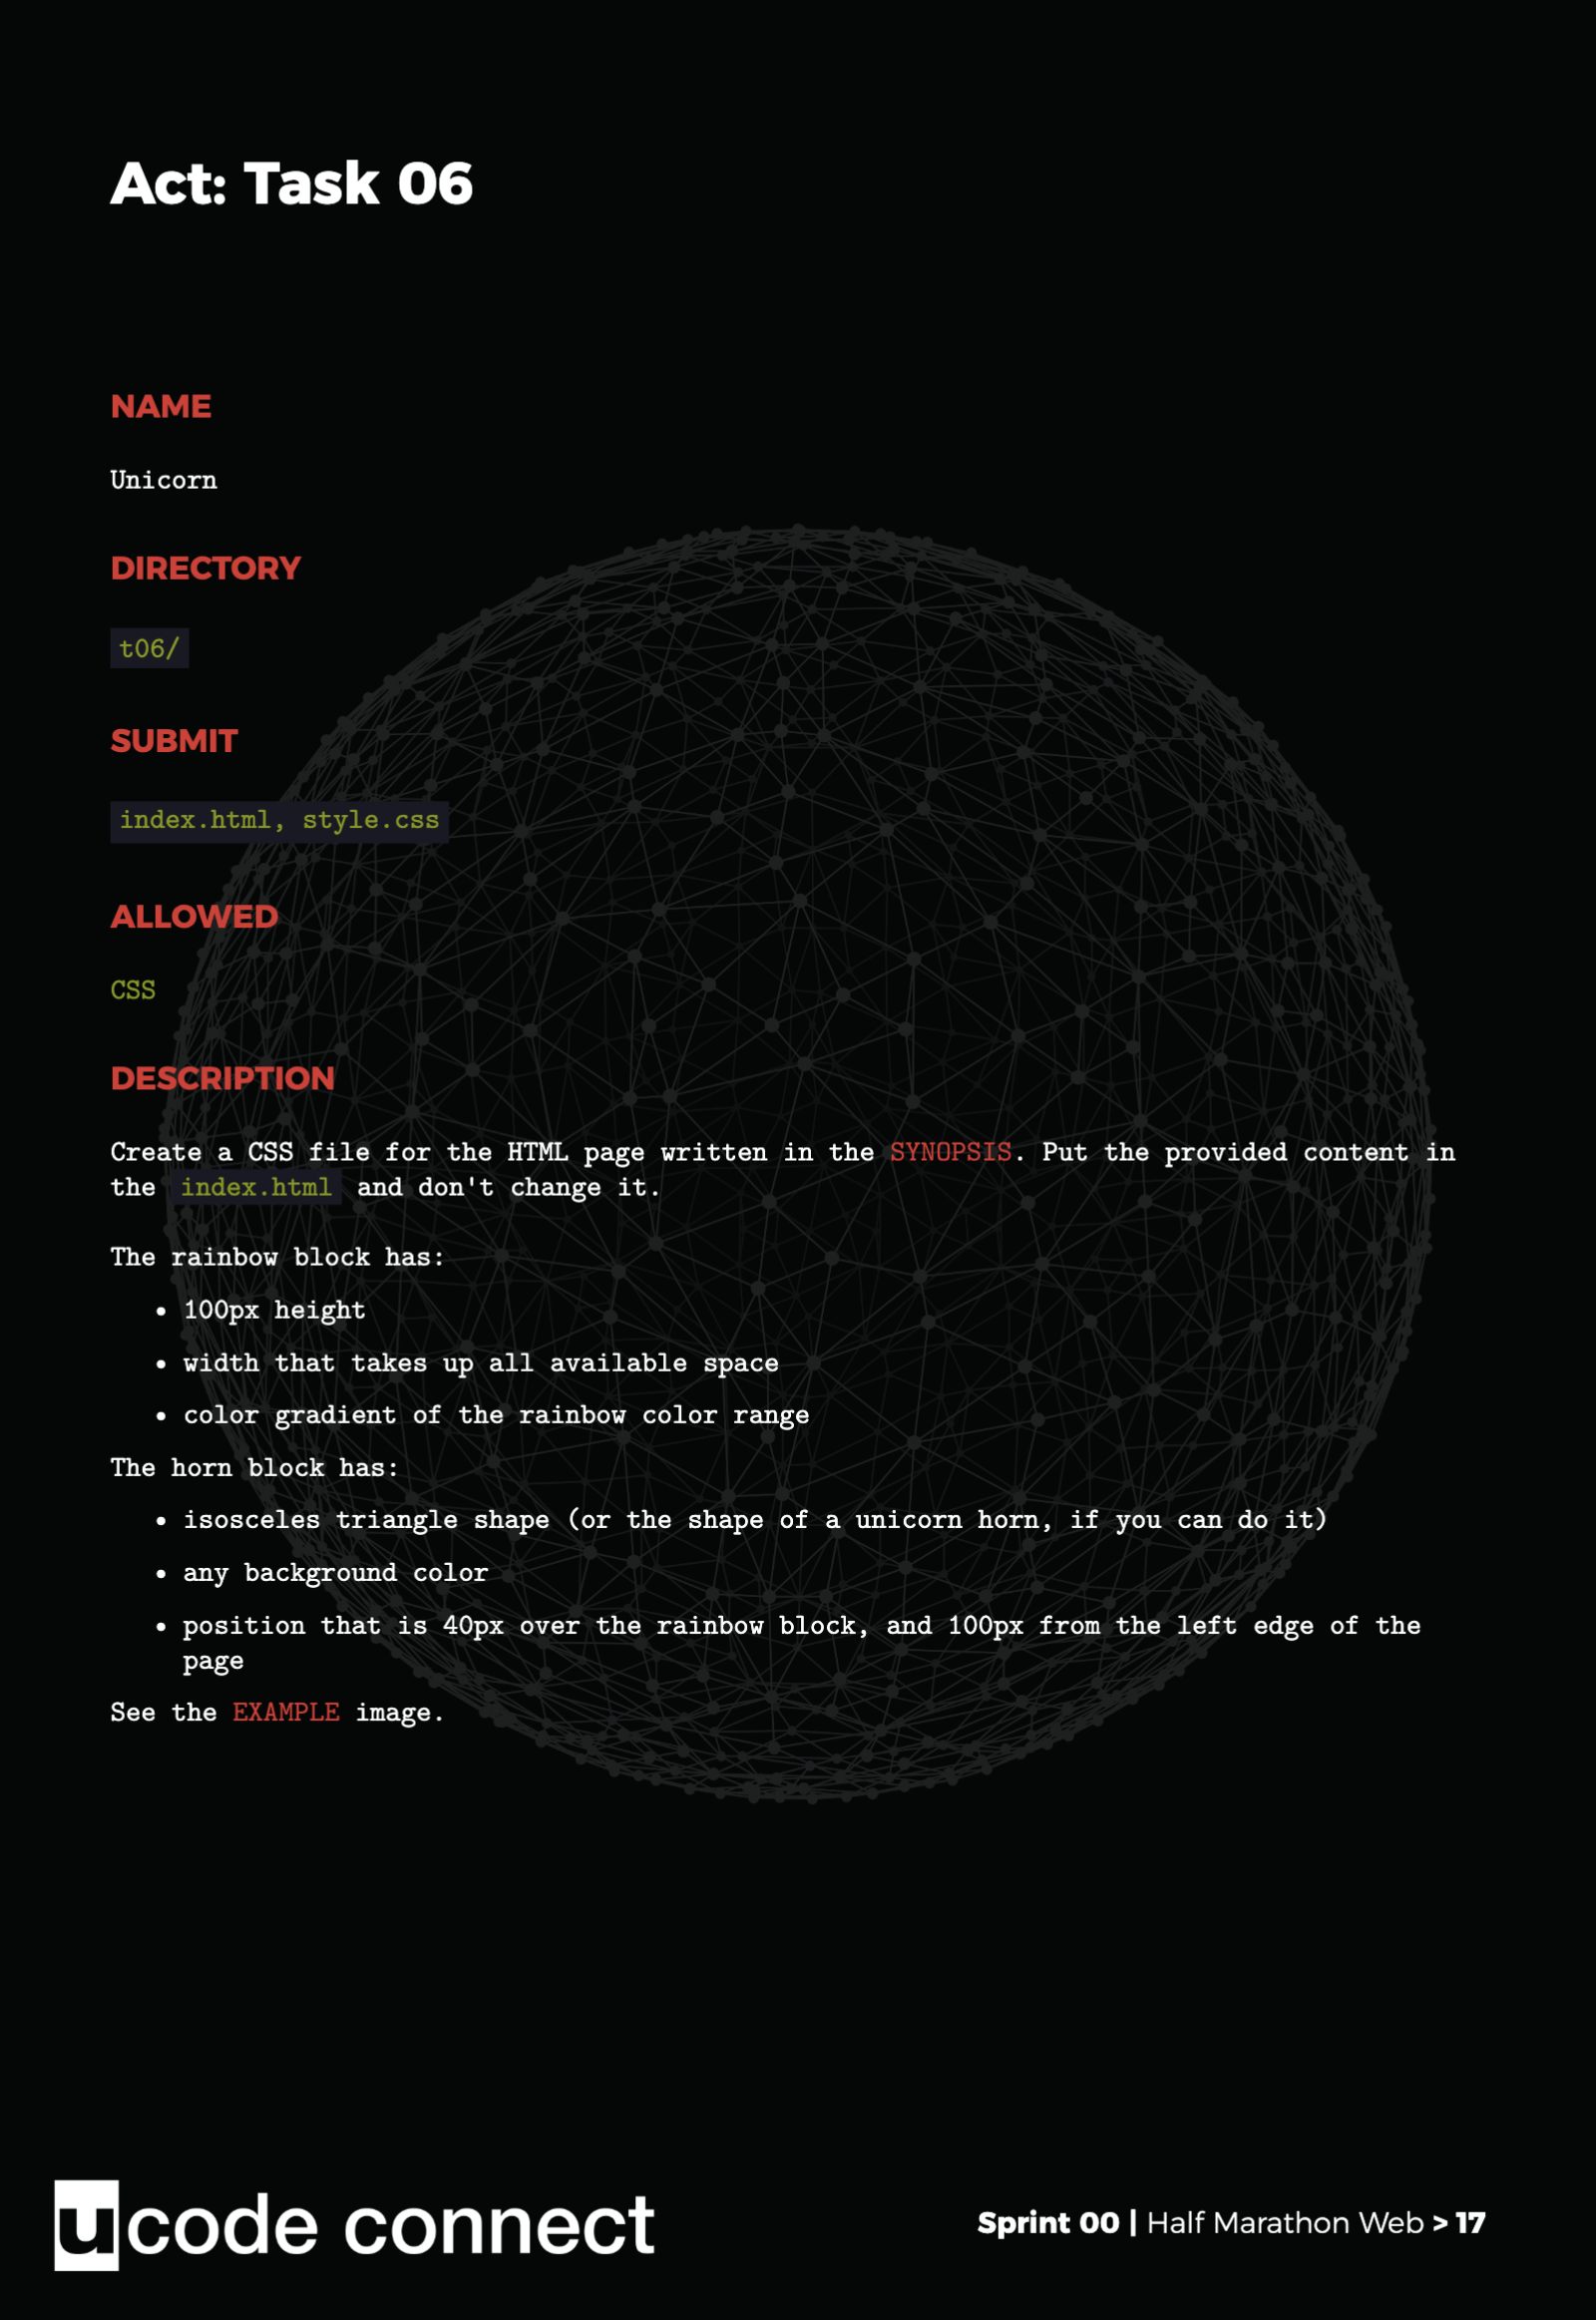 Act: Task 06
NAME
Unicorn
DIRECTORY
t06/
SUBMIT
index.html, style.css
ALLOWED
CSS
DESCRIPTION
Create a CSS file for the HTML page written in the SYNOPSIS. Put the provided content in
the index.html and don't change it.
The rainbow block has:
• 100px height
• width that takes up all available space
• color gradient of the rainbow color range
The horn block has:
• isosceles triangle shape (or the shape of a unicorn horn, if you can do it)
• any background color
• position that is 40px over the rainbow block, and 100px from the left edge of the
page
See the EXAMPLE image.
ucode connect
Sprint 00 | Half Marathon Web > 17